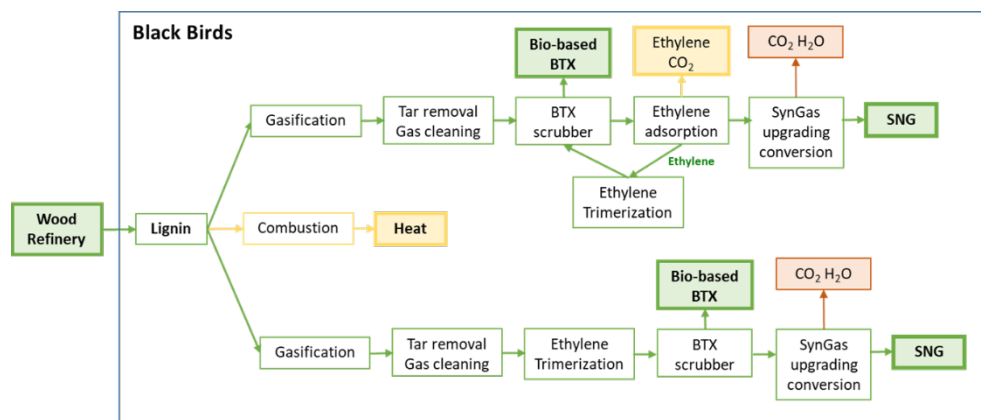 Black Birds
Bio-based
BTX
Ethylene
CO₂
CO₂ H₂O
Gasification
Tar removal
Gas cleaning
BTX
scrubber
Ethylene
adsorption
SynGas
upgrading
conversion
SNG
Ethylene
Ethylene
Trimerization
Wood
Refinery
Lignin
Combustion
Heat
Bio-based
BTX
CO₂ H₂O
Gasification
Tar removal
Gas cleaning
Ethylene
Trimerization
BTX
scrubber
SynGas
upgrading
conversion
SNG